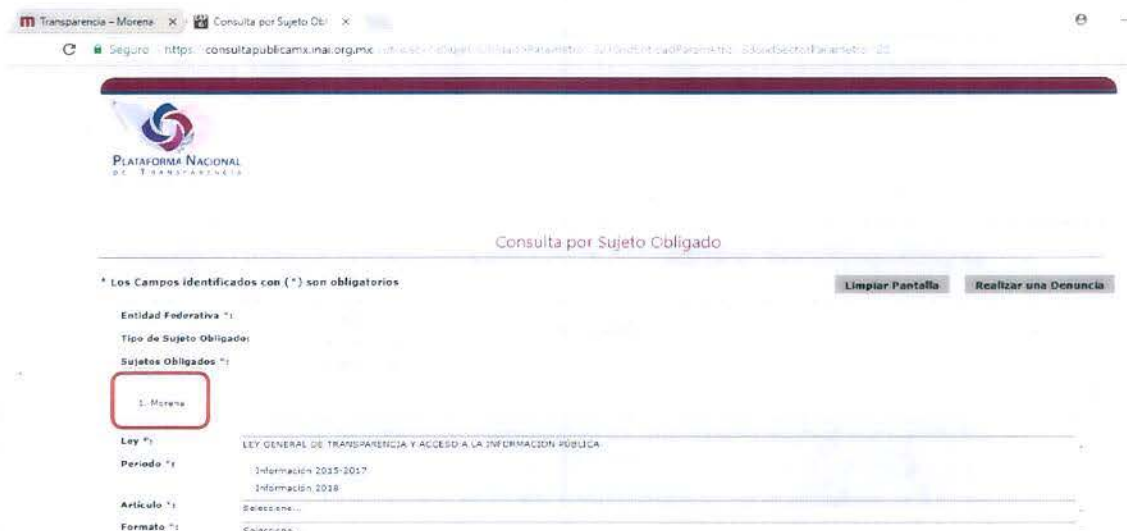 Transparencia – Morena
Consulta por Sujeto Ob
Seguro https: consultapublicamx.inai.org.mx
PLATAFORMA NACIONAL
DE TRANSPARENCIA
Consulta por Sujeto Obligado
* Los Campos identificados con (*) son obligatorios
Limpiar Pantalla
Realizar una Denuncia
Entidad Federativa *:
Tipo de Sujeto Obligado:
Sujetos Obligados *:
1. Morena
Ley *: LEY GENERAL DE TRANSPARENCIA Y ACCESO A LA INFORMACIÓN PÚBLICA
Periodo *: Información 2015-2017
Información 2018
Artículo *: Seleccione...
Formato *: Seleccione